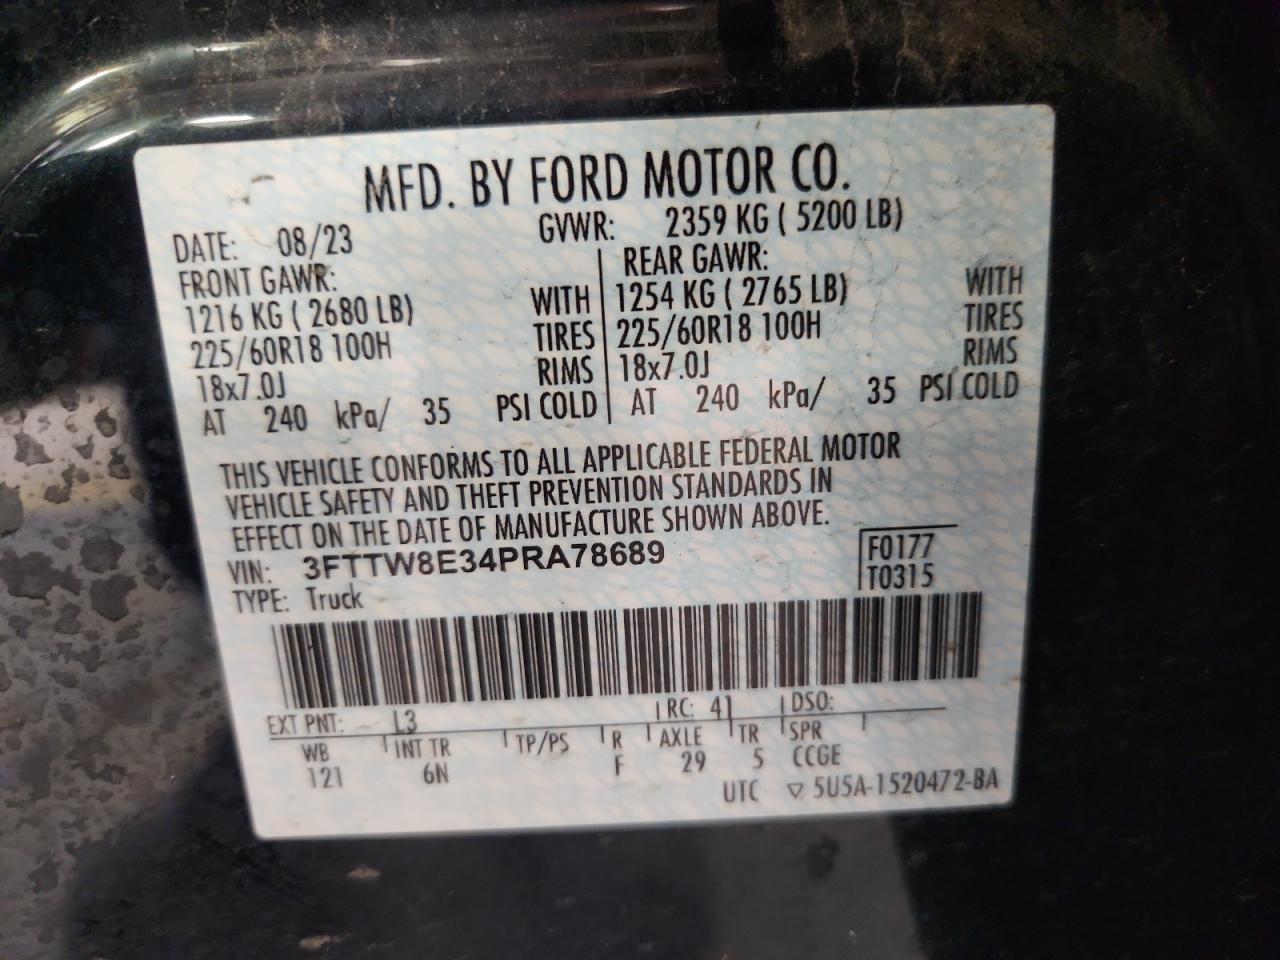 MFD. BY FORD MOTOR CO.
DATE: 08/23 GVWR: 2359 KG ( 5200 LB)
FRONT GAWR: REAR GAWR:
1216 KG ( 2680 LB) WITH 1254 KG ( 2765 LB) WITH
225/60R18 100H TIRES 225/60R18 100H TIRES
18x7.0J RIMS 18x7.0J RIMS
AT 240 kPa/ 35 PSI COLD AT 240 kPa/ 35 PSI COLD
THIS VEHICLE CONFORMS TO ALL APPLICABLE FEDERAL MOTOR
VEHICLE SAFETY AND THEFT PREVENTION STANDARDS IN
EFFECT ON THE DATE OF MANUFACTURE SHOWN ABOVE.
VIN: 3FTTW8E34PRA78689 F0177
TYPE: Truck T0315
EXT PNT: L3 RC: 41 DSO:
WB INT TR TP/PS R AXLE TR SPR
121 6N F 29 5 CCGE
UTC ▽ 5U5A-1520472-BA